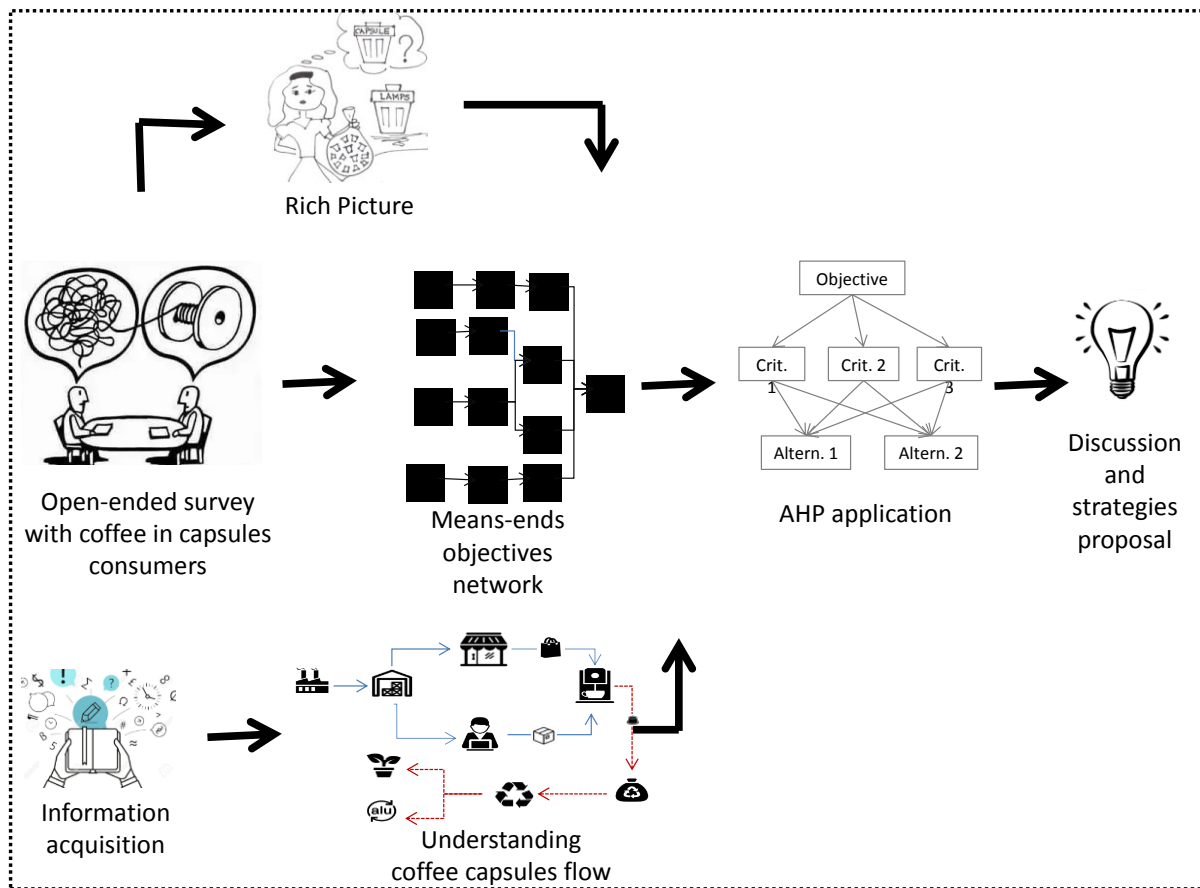 CAPSULE
?
LAMPS
Rich Picture
Objective
Crit.
1
Crit. 2
Crit.
3
Altern. 1
Altern. 2
Open-ended survey
with coffee in capsules
consumers
Means-ends
objectives
network
AHP application
Discussion
and
strategies
proposal
!
?
Information
acquisition
alu
Understanding
coffee capsules flow